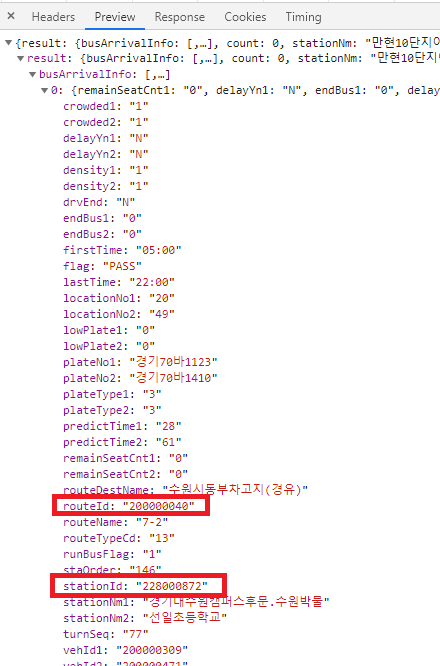 Headers Preview Response Cookies Timing
{result: {busArrivalInfo: [,…], count: 0, stationNm: "만현10단지아
result: {busArrivalInfo: [,…], count: 0, stationNm: "만현10단지
busArrivalInfo: [,…]
0: {remainSeatCnt1: "0", delayYn1: "N", endBus1: "0", delay
crowded1: "1"
crowded2: "1"
delayYn1: "N"
delayYn2: "N"
density1: "1"
density2: "1"
drvEnd: "N"
endBus1: "0"
endBus2: "0"
firstTime: "05:00"
flag: "PASS"
lastTime: "22:00"
locationNo1: "20"
locationNo2: "49"
lowPlate1: "0"
lowPlate2: "0"
plateNo1: "경기70바1123"
plateNo2: "경기70바1410"
plateType1: "3"
plateType2: "3"
predictTime1: "28"
predictTime2: "61"
remainSeatCnt1: "0"
remainSeatCnt2: "0"
routeDestName: "수원시동부차고지(경유)"
routeId: "200000040"
routeName: "7-2"
routeTypeCd: "13"
runBusFlag: "1"
staOrder: "146"
stationId: "228000872"
stationNm1: "경기대수원캠퍼스후문.수원박물
stationNm2: "선일초등학교"
turnSeq: "77"
vehId1: "200000309"
vehId2: "200000471"